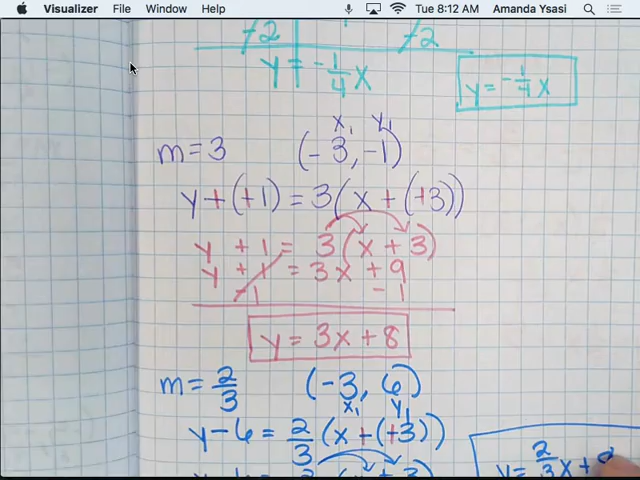 Visualizer File Window Help Tue 8:12 AM Amanda Ysasi
-2 -2
y = -1/4 x
y = -1/4 x
x₁ y₁
m = 3 (-3, -1)
y + (+1) = 3(x + (+3))
y + 1 = 3(x + 3)
y + 1 = 3x + 9
-1 -1
y = 3x + 8
m = 2/3 (-3, 6)
x₁ y₁
y - 6 = 2/3 (x + (+3))
y = 2/3 x +